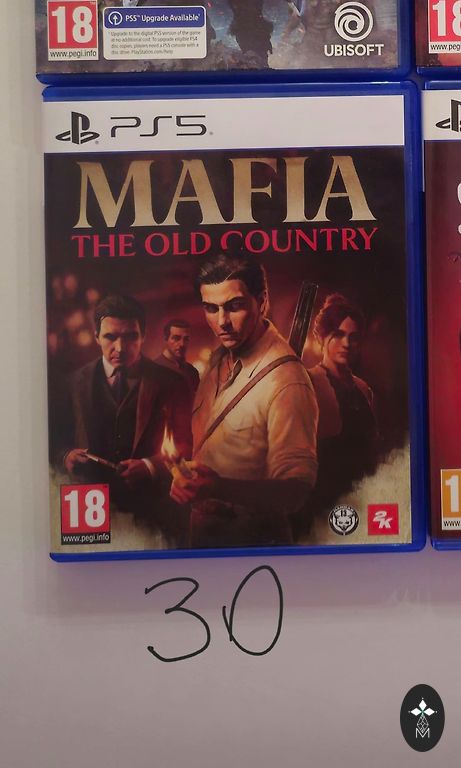 18
www.pegi.info
PS5™ Upgrade Available*
UBISOFT
18
PS5
MAFIA
THE OLD COUNTRY
18
www.pegi.info
2K
30
M